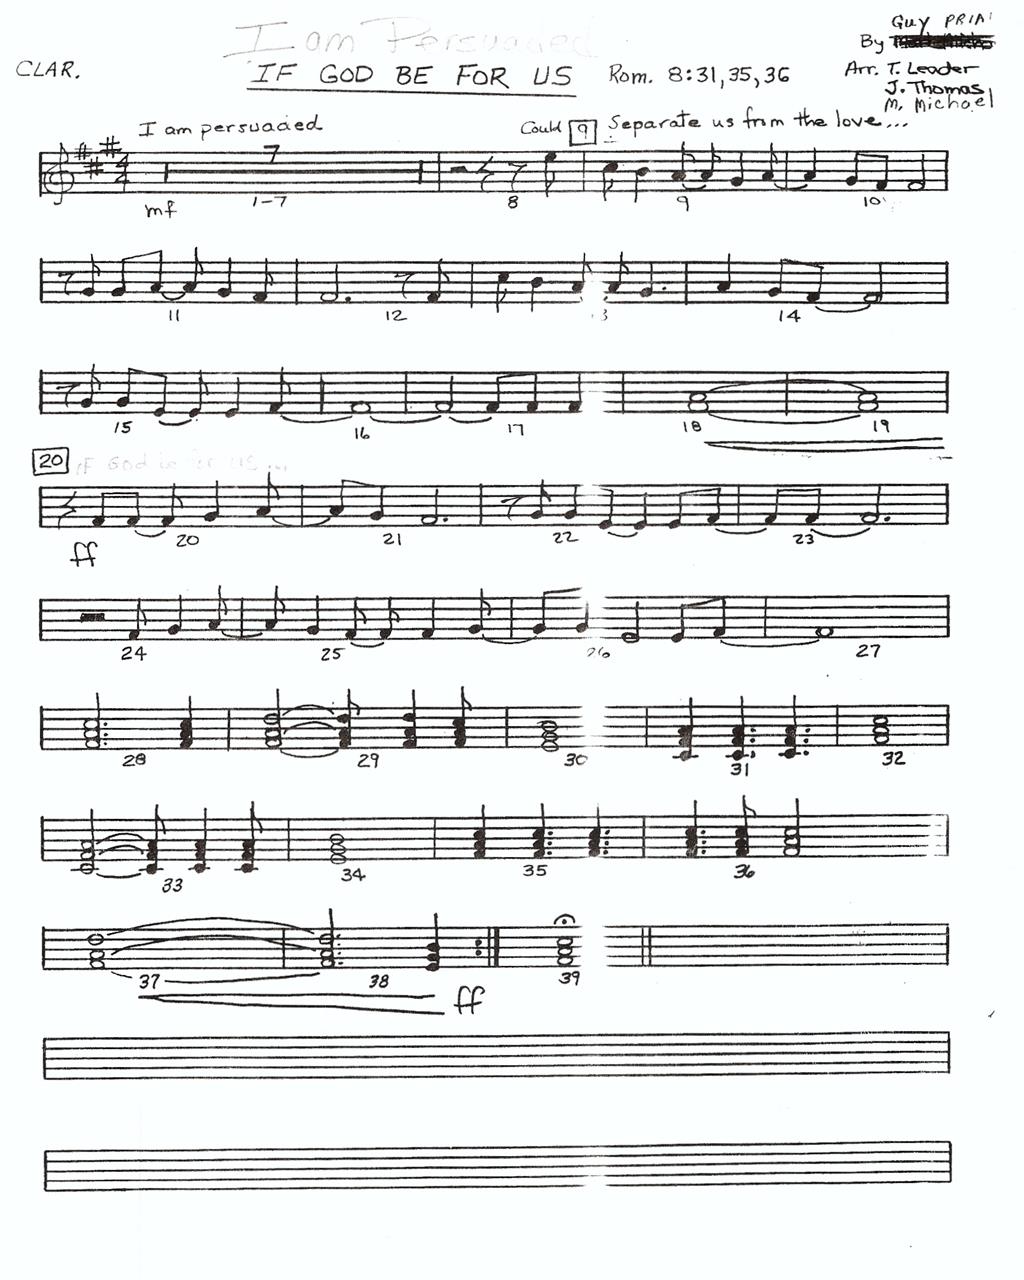 I am Persuaded
Guy PRIA
By
CLAR.
IF GOD BE FOR US Rom. 8:31,35,36
Arr. T. Leader
J. Thomas
M. Michael
I am persuaded Could 9 Separate us from the love...
4
4
7
mf 1-7 8 9 10
11 12 13 14
15 16 17 18 19
20 if God be for us...
ff 20 21 22 23
24 25 26 27
28 29 30 31 32
33 34 35 36
37 38 ff 39